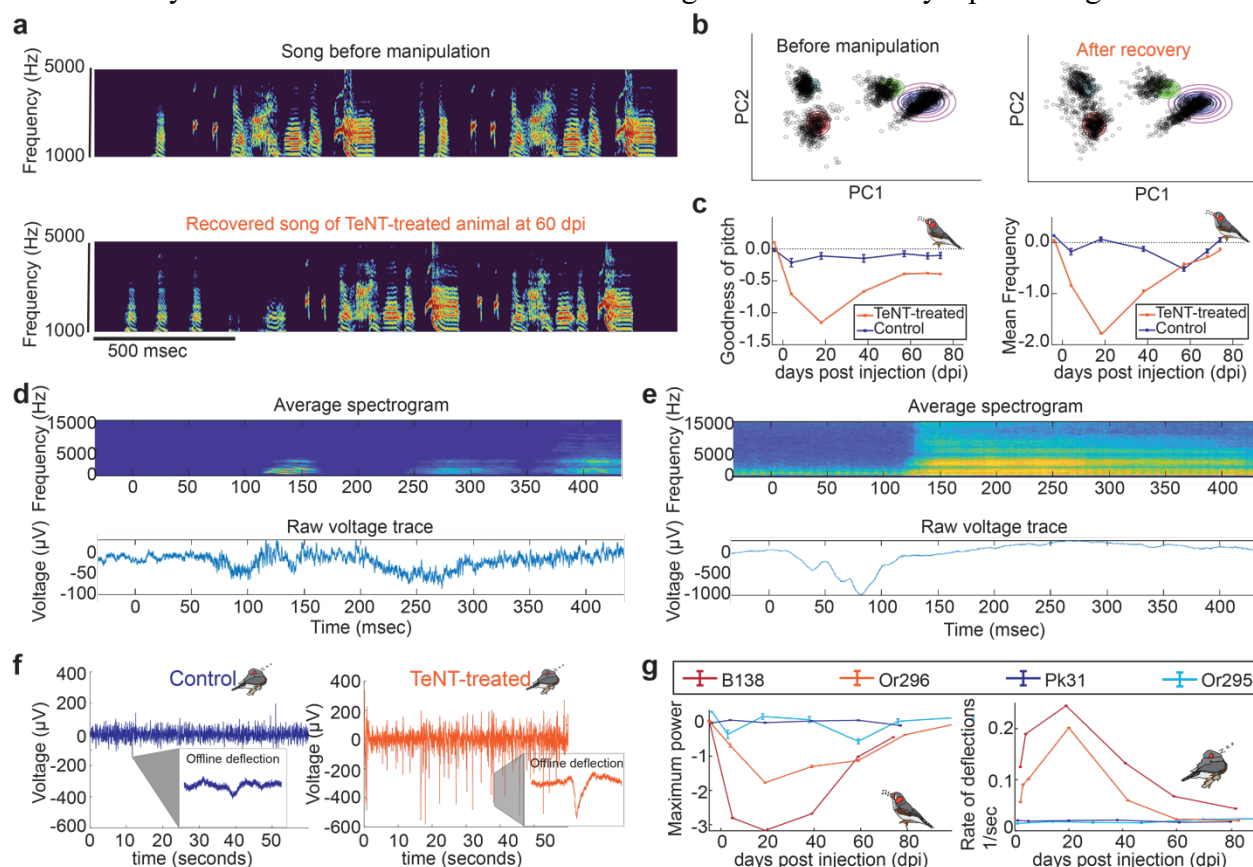 a
Song before manipulation
Frequency (Hz)
5000
1000
Recovered song of TeNT-treated animal at 60 dpi
Frequency (Hz)
5000
1000
500 msec
b
Before manipulation
After recovery
PC2
PC2
PC1
PC1
c
Goodness of pitch
0.0
-0.5
-1.0
-1.5
TeNT-treated
Control
0 20 40 60 80
days post injection (dpi)
Mean Frequency
0.0
-1.0
-2.0
TeNT-treated
Control
0 20 40 60 80
days post injection (dpi)
d
Average spectrogram
Frequency (Hz)
15000
5000
0
0 50 100 150 200 250 300 350 400
Raw voltage trace
Voltage (µV)
0
-50
-100
0 50 100 150 200 250 300 350 400
Time (msec)
e
Average spectrogram
Frequency (Hz)
15000
5000
0
0 50 100 150 200 250 300 350 400
Raw voltage trace
Voltage (µV)
0
-500
-1000
0 50 100 150 200 250 300 350 400
Time (msec)
f
Control
Voltage (µV)
400
200
0
-200
-400
-600
Offline deflection
0 10 20 30 40 50
time (seconds)
TeNT-treated
Voltage (µV)
400
200
0
-200
-400
-600
Offline deflection
0 10 20 30 40 50
time (seconds)
g
B138 Or296 Pk31 Or295
Maximum power
0
-1
-2
-3
0 20 40 60 80
days post injection (dpi)
Rate of deflections
1/sec
0.2
0.1
0
0 20 40 60 80
days post injection (dpi)